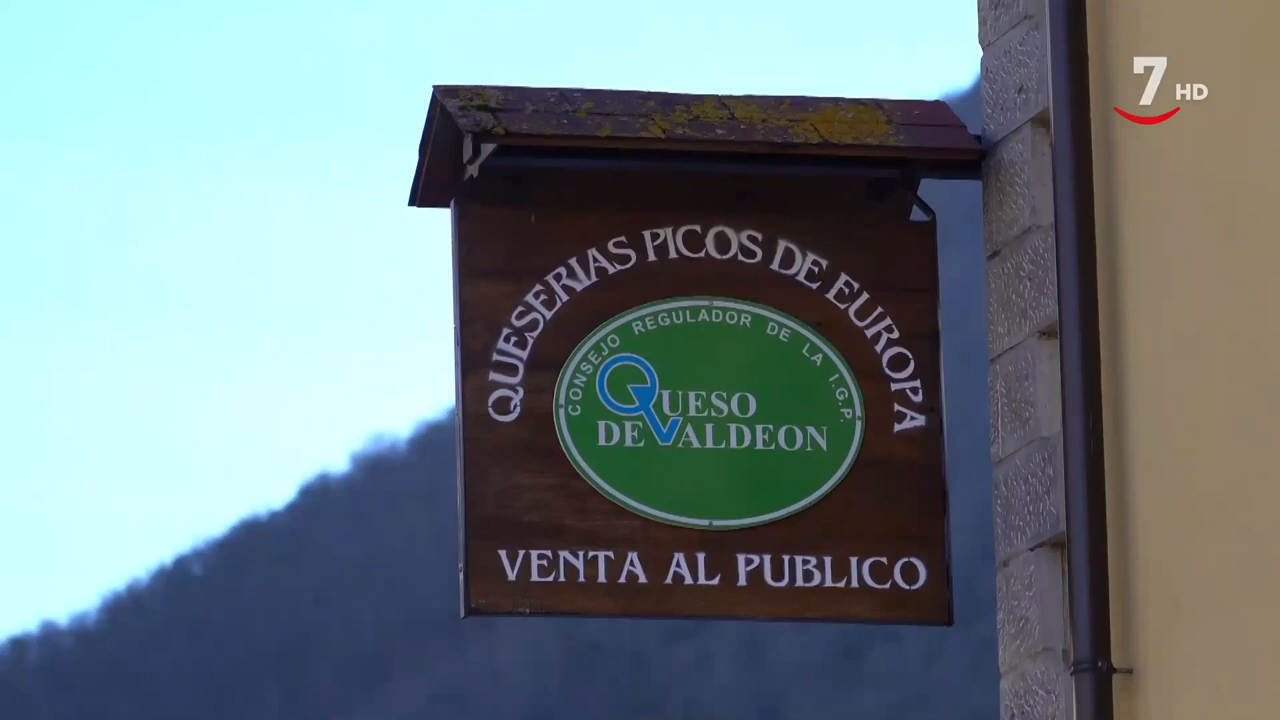 7 HD
QUESERIAS PICOS DE EUROPA
CONSEJO REGULADOR DE LA I.G.P.
QUESO
DE VALDEON
VENTA AL PUBLICO